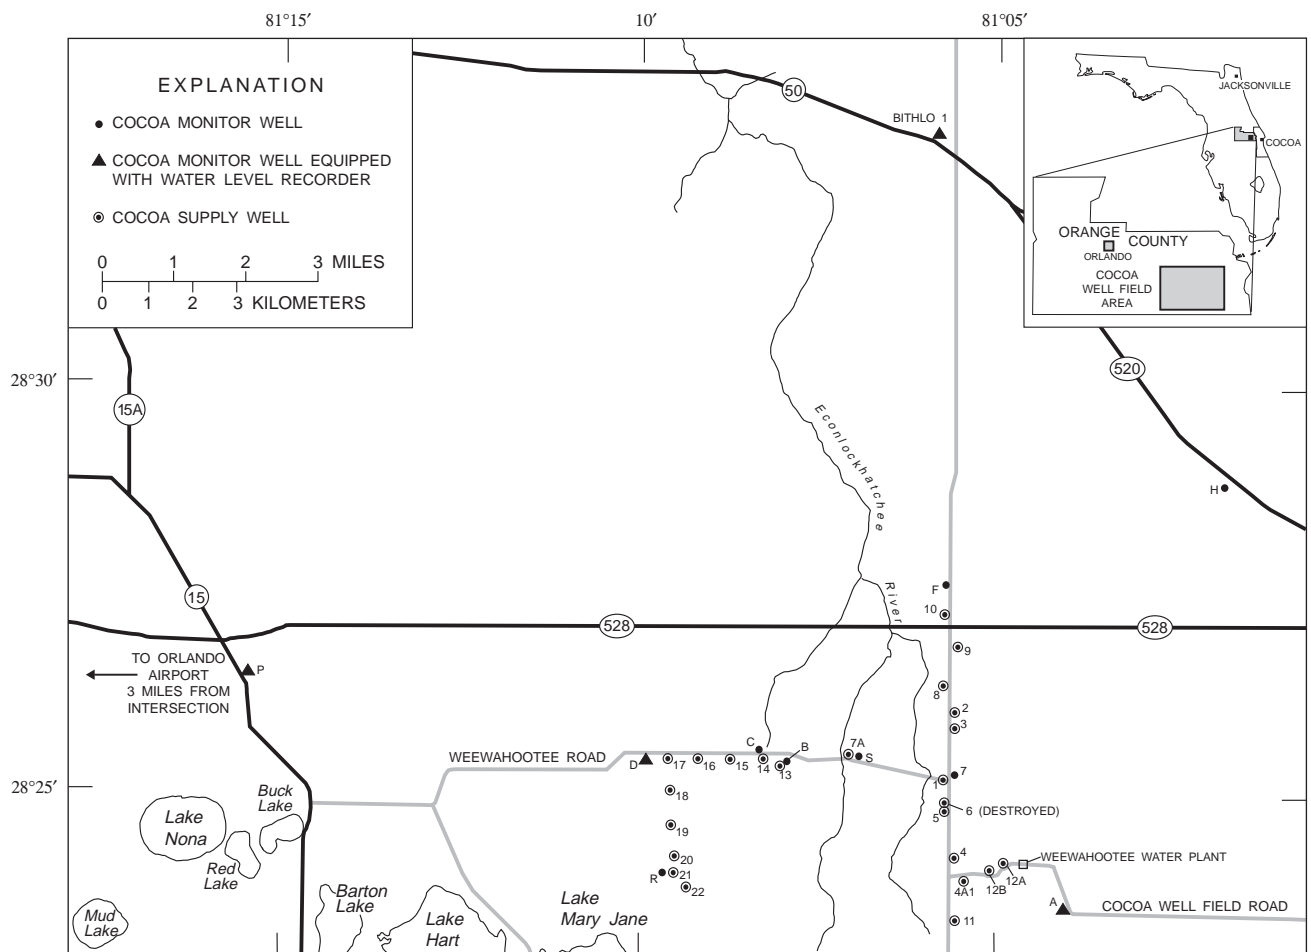 81°15′
10′
81°05′
EXPLANATION
COCOA MONITOR WELL
COCOA MONITOR WELL EQUIPPED
WITH WATER LEVEL RECORDER
COCOA SUPPLY WELL
0 1 2 3 MILES
0 1 2 3 KILOMETERS
50
BITHLO 1
JACKSONVILLE
COCOA
ORANGE
COUNTY
ORLANDO
COCOA
WELL FIELD
AREA
28°30′
15A
520
Econlockhatchee
River
H
15
F
10
528
528
TO ORLANDO
AIRPORT
3 MILES FROM
INTERSECTION
P
9
8
2
3
WEEWAHOOTEE ROAD
D
17
16
15
C
14
B
13
7A
S
7
1
28°25′
Buck
Lake
Lake
Nona
Red
Lake
18
6 (DESTROYED)
5
19
20
R
21
22
4
WEEWAHOOTEE WATER PLANT
4A1
12B
12A
A
COCOA WELL FIELD ROAD
11
Mud
Lake
Barton
Lake
Lake
Hart
Lake
Mary Jane